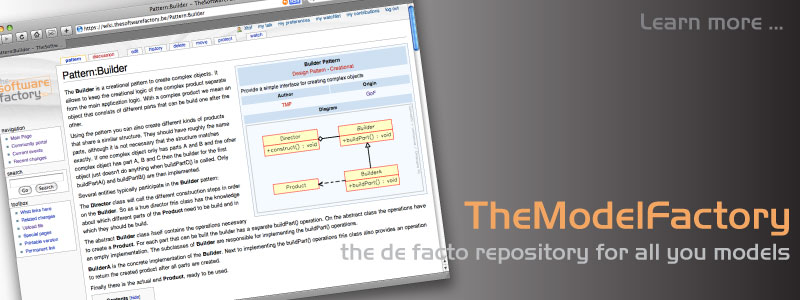 Pattern:Builder - TheSoftw
https://wiki.thesoftwarefactory.be/Pattern:Builder
Pattern:Builder - TheSoftw...
my talk my preferences my watchlist my contributions log out
pattern discussion edit history delete move protect watch
Learn more ...
the
software
factory
Pattern:Builder
The Builder is a creational pattern to create complex objects. It
allows to keep the creational logic of the complex product separate
from the main application logic. With a complex product we mean an
object thus consists of different parts that can be build one after the
other.
Using the pattern you can also create different kinds of products
that share a similar structure. They should have roughly the same
parts, although it is not necessary that the structure matches
exactly. If one complex object only has parts A and B and the other
complex object has part A, B and C then the builder for the first
object just doesn't do anything when buildPartC() is called. Only
buildPartA() and buildPartB() are then implemented.
Several entities typically participate in the Builder pattern:
The Director class will call the different construction steps in order
on the Builder. So as a true director this class has the knowledge
about which different parts of the Product need to be build and in
which they should be build.
The abstract Builder class itself contains the operations necessary
to create a Product. For each part that can be built the builder has a separate buildPart() operation. On the abstract class the operations have
an empty implementation. The subclasses of Builder are responsible for implementing the buildPart() operations.
BuilderA is the concrete implementation of the Builder. Next to implementing the buildPart() operations this class also provides an operation
to return the created product after all parts are created.
Finally there is the actual end Product, ready to be used.
Contents [hide]
Builder Pattern
Design Pattern - Creational
Provide a simple interface for creating complex objects
Author Origin
TMF GoF
Diagram
Director
+construct() : void
Builder
+buildPart() : void
Product
BuilderA
+buildPart() : void
navigation
Main Page
Community portal
Current events
Recent changes
search
Go Search
toolbox
What links here
Related changes
Upload file
Special pages
Printable version
Permanent link
TheModelFactory
the de facto repository for all you models